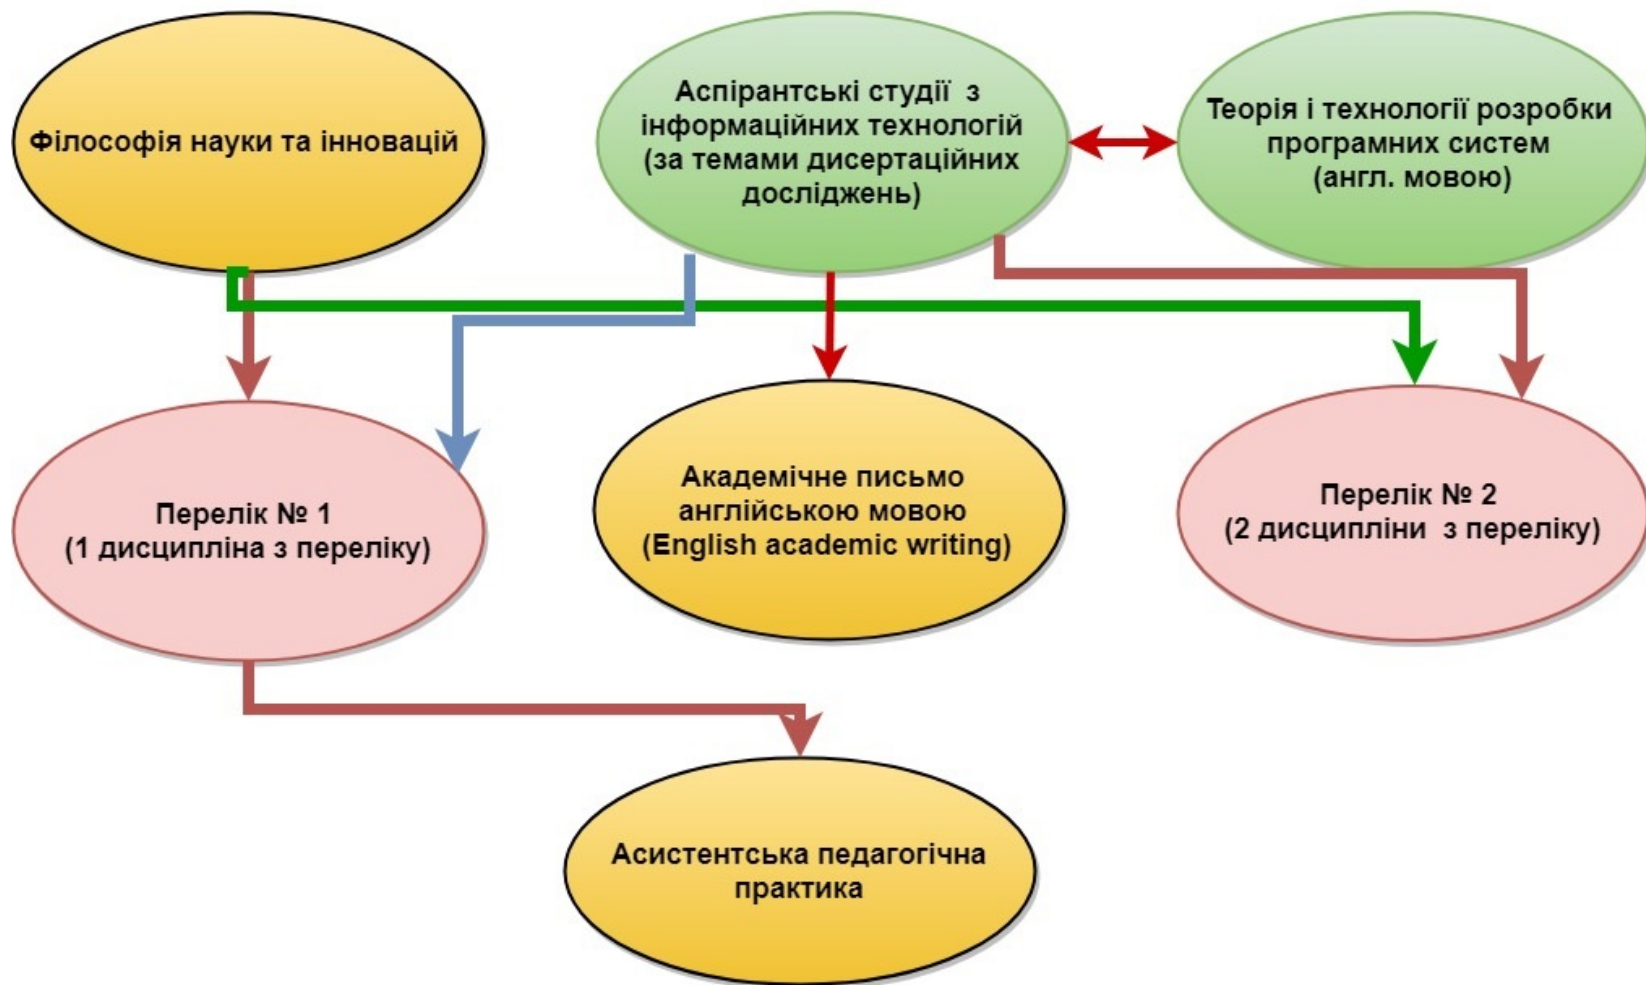 Філософія науки та інновацій
Аспірантські студії з
інформаційних технологій
(за темами дисертаційних
досліджень)
Теорія і технології розробки
програмних систем
(англ. мовою)
Перелік № 1
(1 дисципліна з переліку)
Академічне письмо
англійською мовою
(English academic writing)
Перелік № 2
(2 дисципліни з переліку)
Асистентська педагогічна
практика